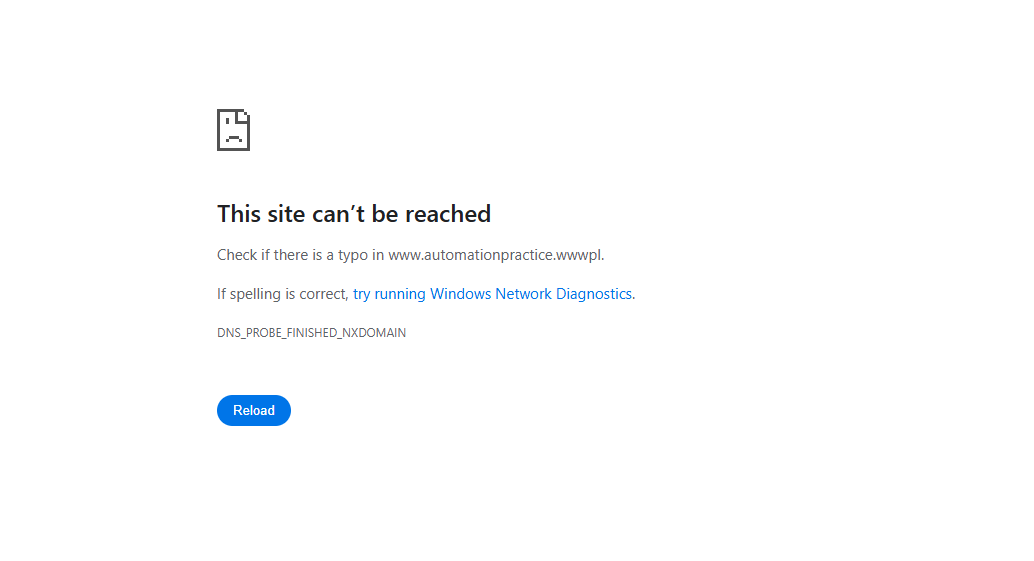 This site can’t be reached
Check if there is a typo in www.automationpractice.wwwpl.
If spelling is correct, try running Windows Network Diagnostics.
DNS_PROBE_FINISHED_NXDOMAIN
Reload